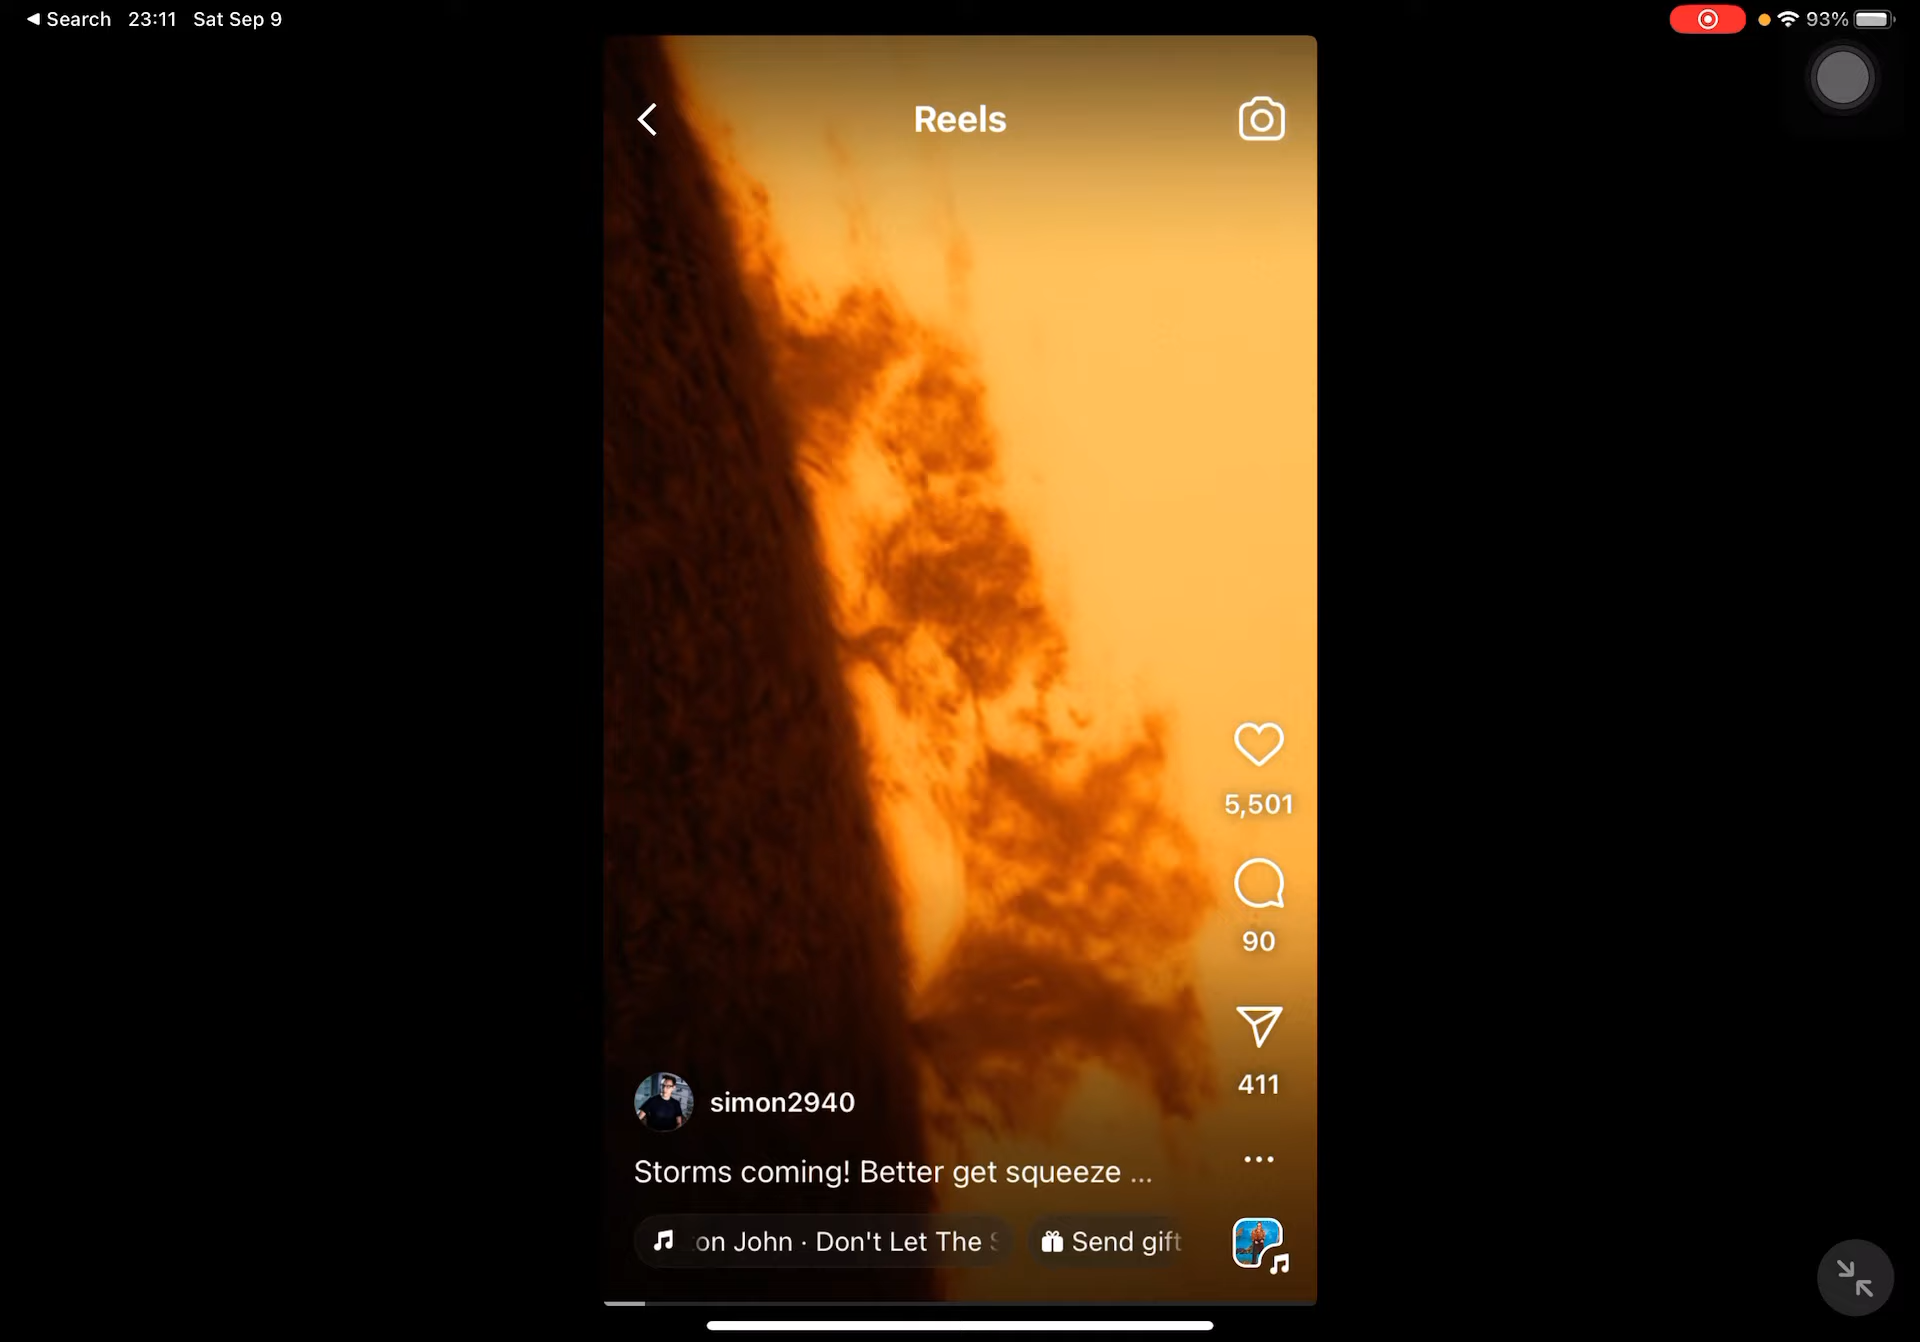 Search 23:11 Sat Sep 9
93%
Reels
5,501
90
411
simon2940
Storms coming! Better get squeeze ...
on John · Don't Let The S
Send gift